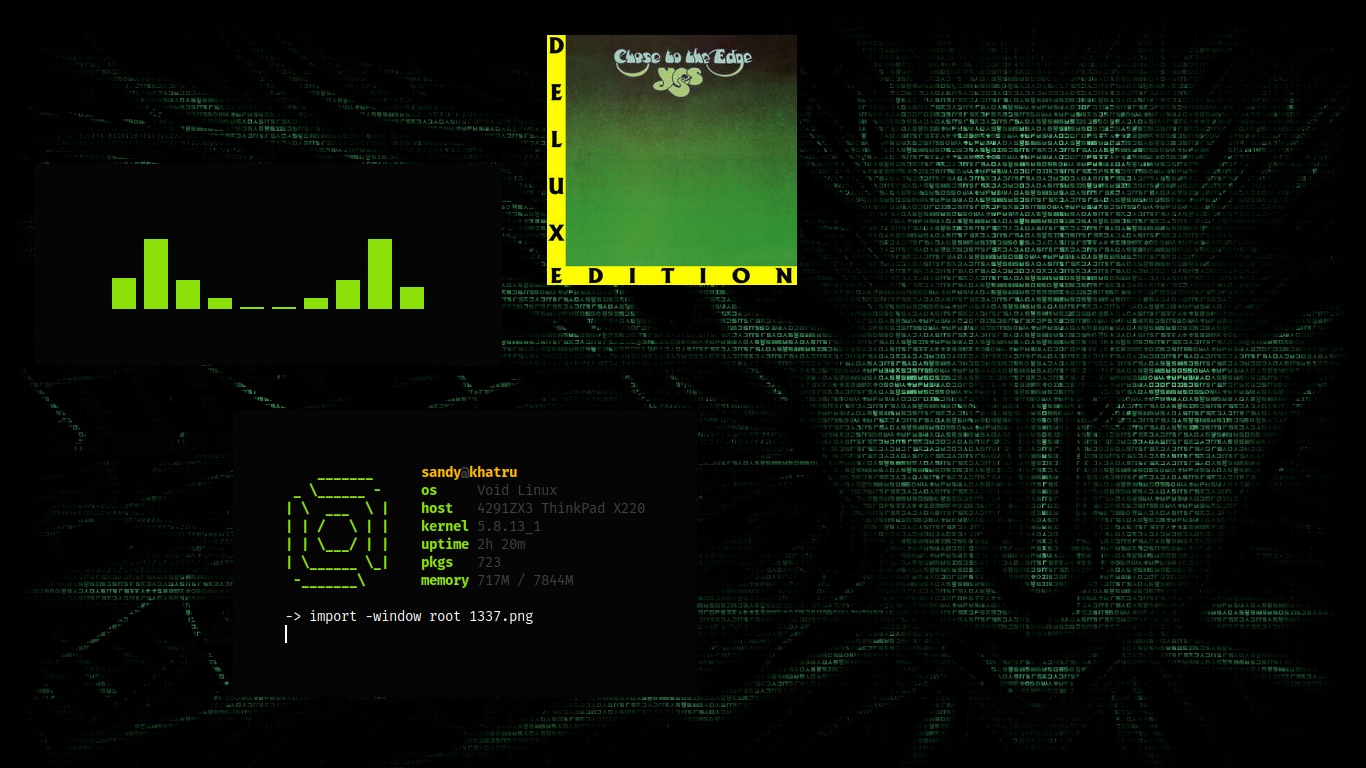 Close to the Edge
yes
DELUXE
EDITION
sandy@khatru
os Void Linux
host 4291ZX3 ThinkPad X220
kernel 5.8.13_1
uptime 2h 20m
pkgs 723
memory 717M / 7844M
-> import -window root 1337.png